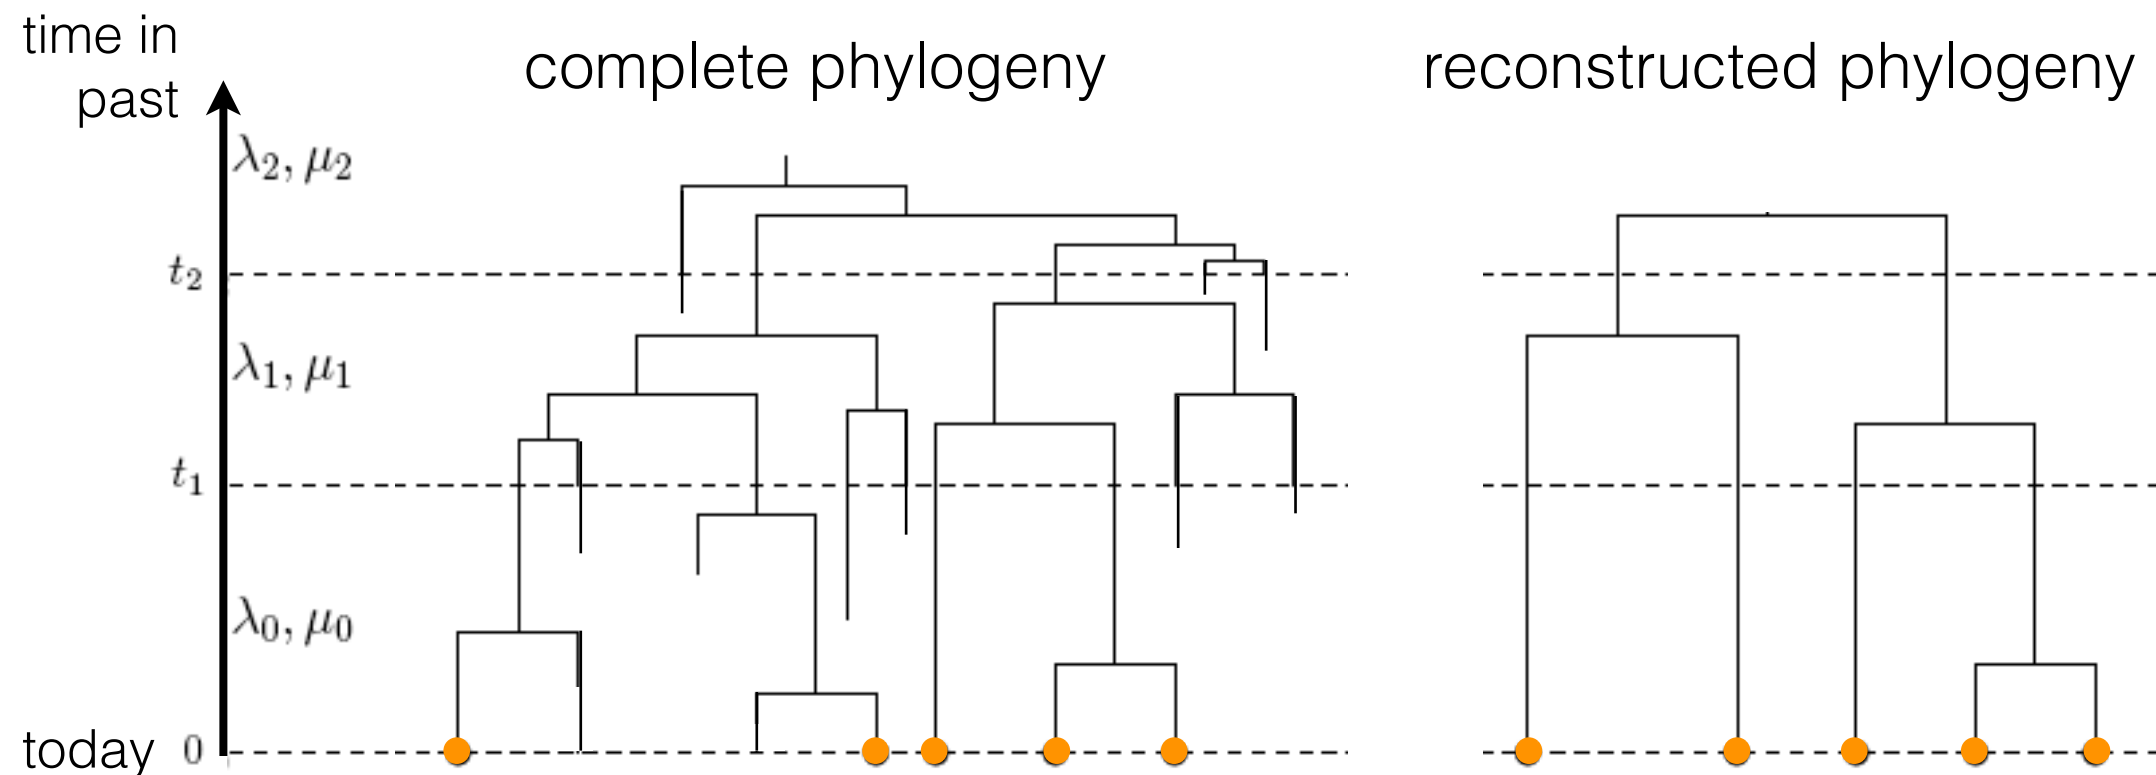 time in
past
complete phylogeny
reconstructed phylogeny
λ₂, μ₂
t₂
λ₁, μ₁
t₁
λ₀, μ₀
today 0